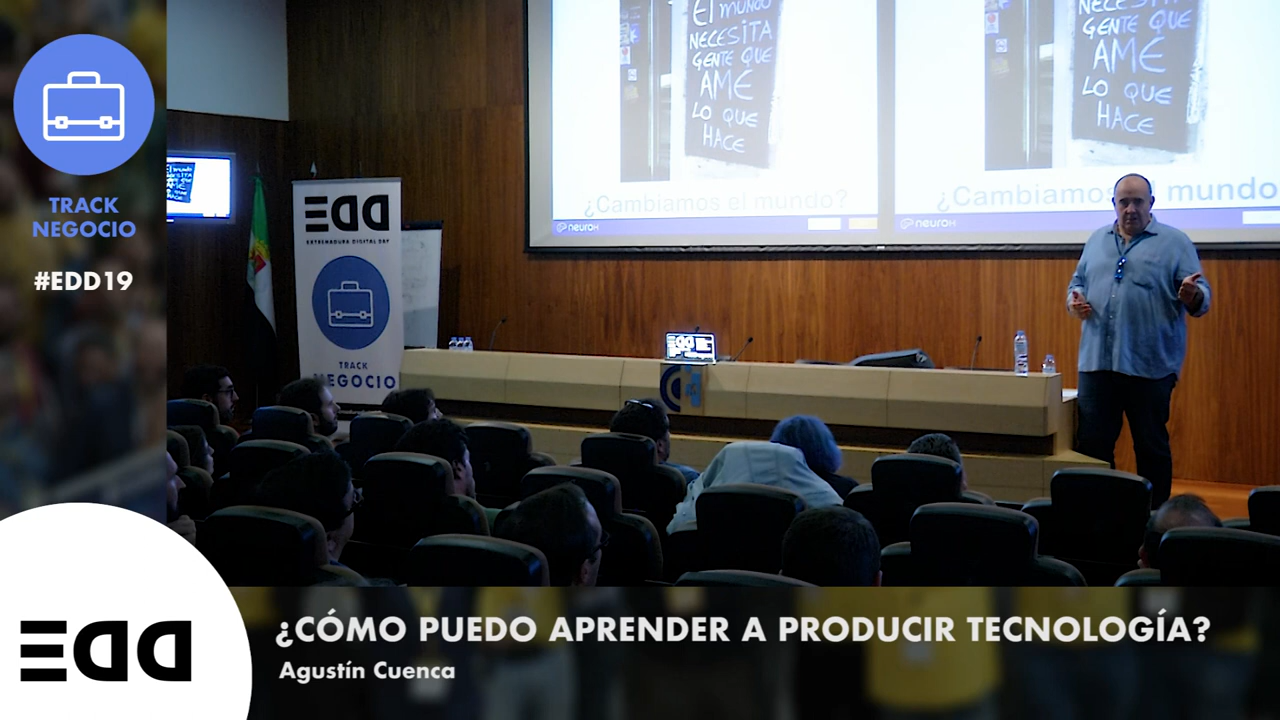 TRACK
NEGOCIO
#EDD19
El mundo
NECESITA
GENTE QUE
AME
LO QUE
HACE
¿Cambiamos el mundo?
neurok
NECESITA
GENTE QUE
AME
LO QUE
HACE
¿Cambiamos el mundo
neurok
EDD
EXTREMADURA DIGITAL DAY
TRACK
NEGOCIO
EDD
EDD
¿CÓMO PUEDO APRENDER A PRODUCIR TECNOLOGÍA?
Agustín Cuenca